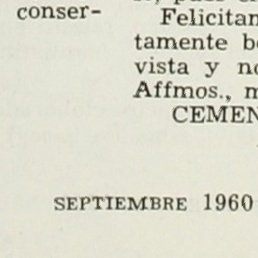 conser-
Felicitan
tamente
vista y
Affmos.,
CEMEN
SEPTIEMBRE 1960